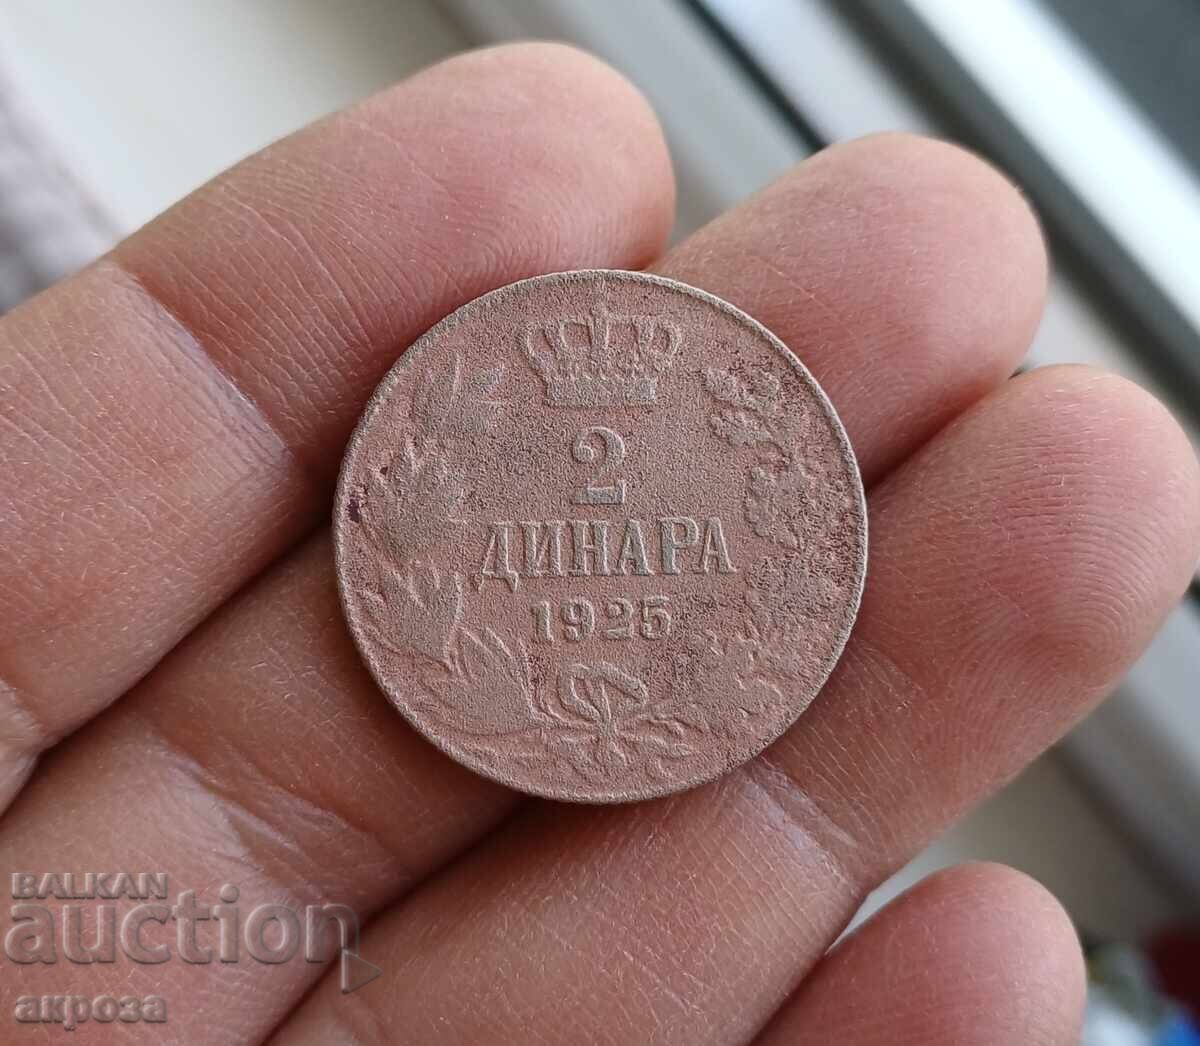 2
ДИНАРА
1925
BALKAN
auction
акроза